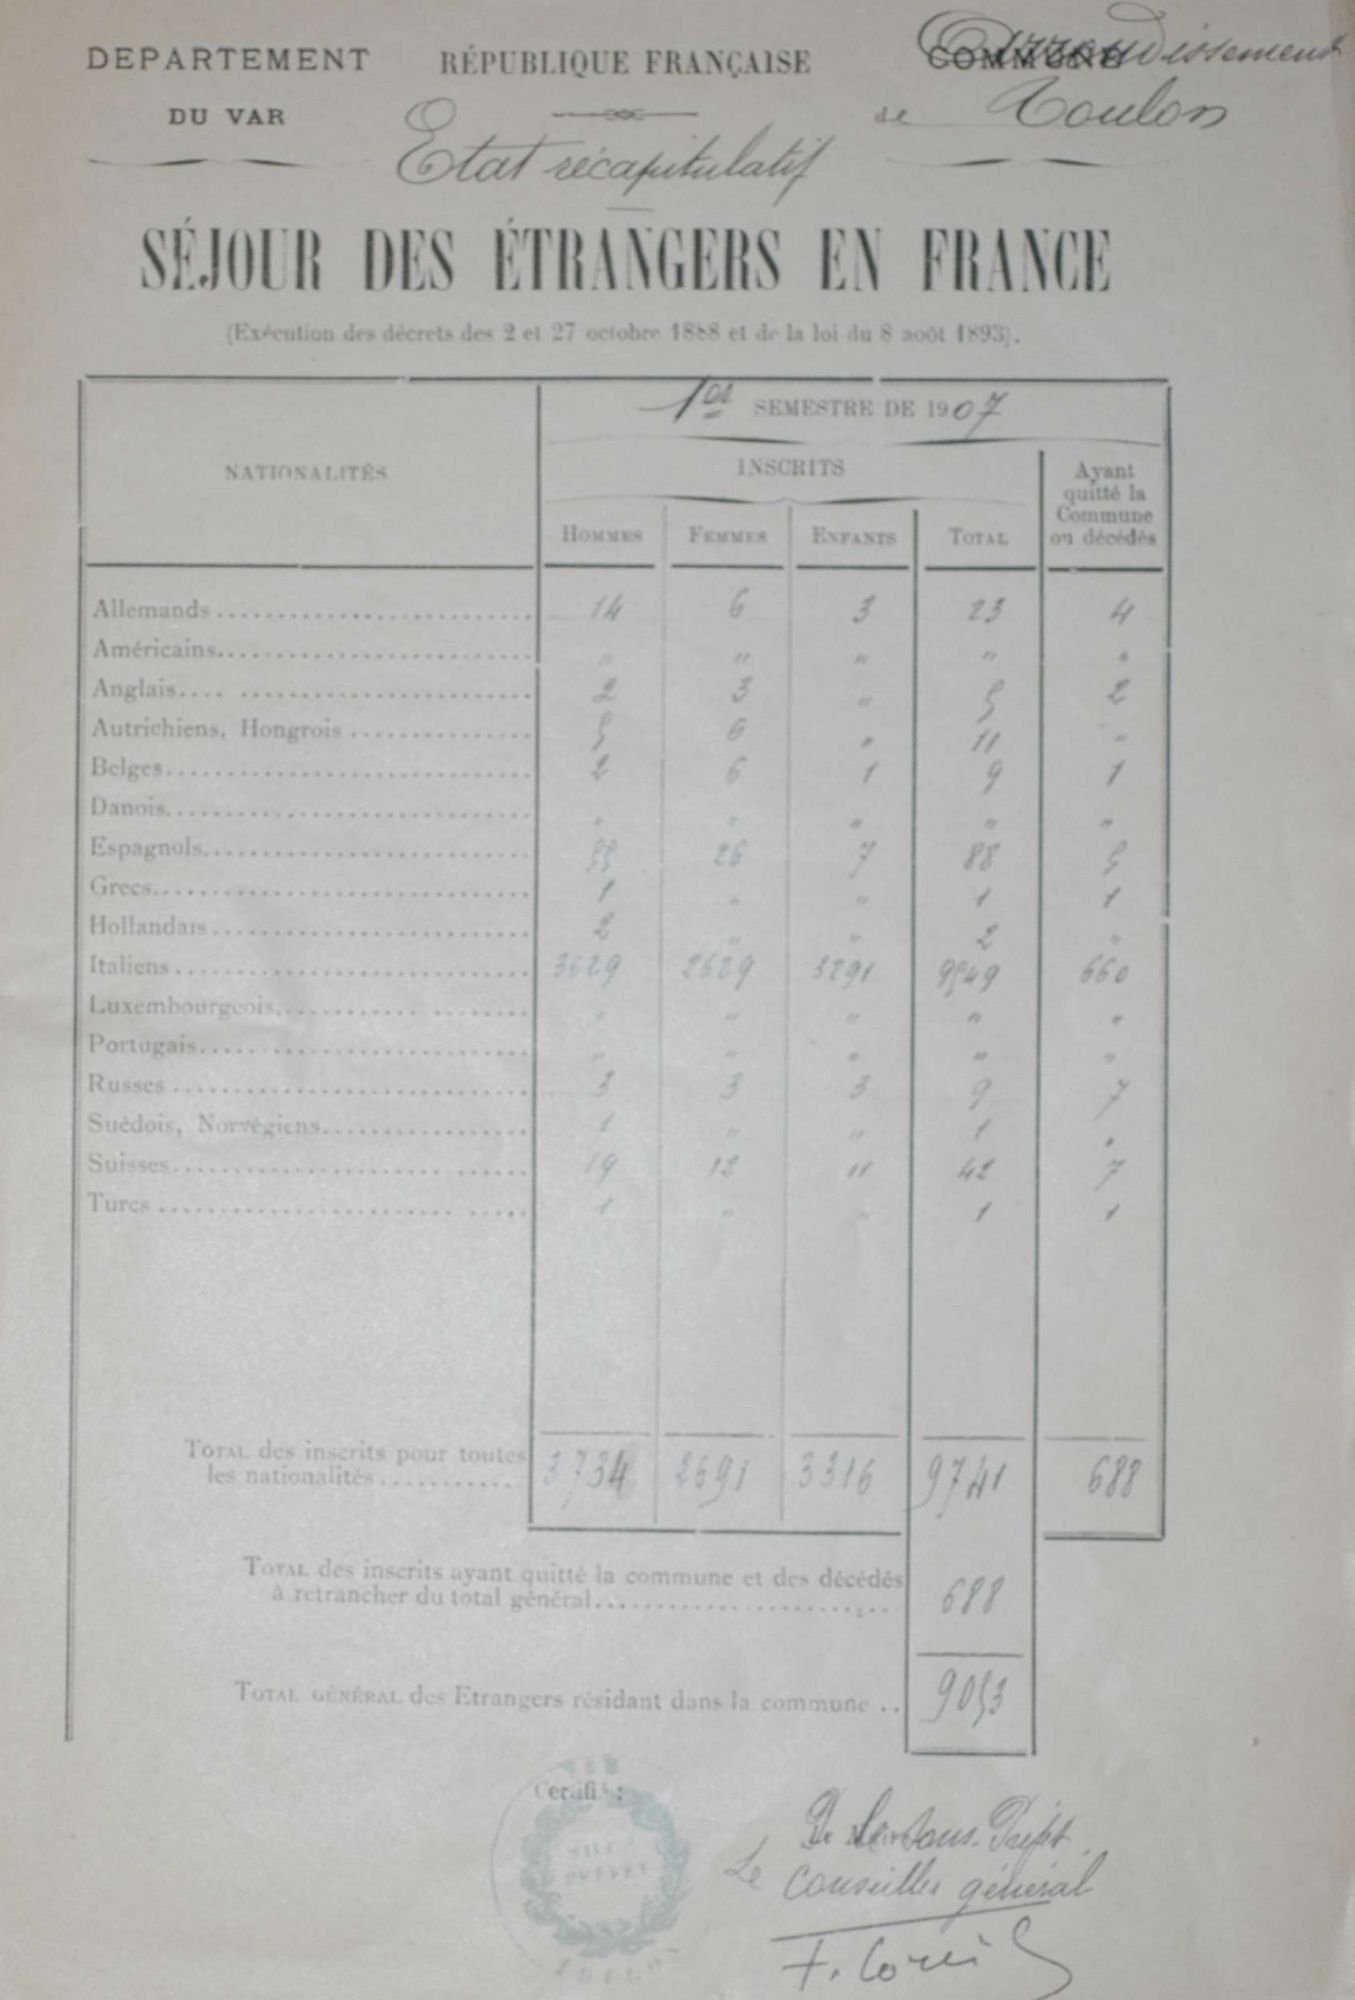 DEPARTEMENT RÉPUBLIQUE FRANÇAISE COMMUNE Arrondissement
DU VAR de Toulon
Etat récapitulatif
SÉJOUR DES ÉTRANGERS EN FRANCE
(Exécution des décrets des 2 et 27 octobre 1888 et de la loi du 8 août 1893).
NATIONALITÉS
1er SEMESTRE DE 1907
INSCRITS
Ayant quitté la Commune ou décédés
HOMMES FEMMES ENFANTS TOTAL
Allemands 14 6 3 23 4
Américains " " " " "
Anglais 2 3 " 5 2
Autrichiens, Hongrois 5 6 " 11 "
Belges 2 6 1 9 1
Danois " " " " "
Espagnols 55 26 7 88 5
Grecs 1 " " 1 1
Hollandais 2 " " 2 "
Italiens 3629 2629 3291 9549 660
Luxembourgeois " " " " "
Portugais " " " " "
Russes 3 3 3 9 7
Suédois, Norvégiens 1 " " 1 "
Suisses 19 12 11 42 7
Turcs 1 " " 1 1
TOTAL des inscrits pour toutes
les nationalités 3734 2691 3316 9741 688
TOTAL des inscrits ayant quitté la commune et des décédés
à retrancher du total général 688
TOTAL GÉNÉRAL des Etrangers résidant dans la commune .. 9053
Certifié :
Sous-Préfet
Le Conseiller général
F.